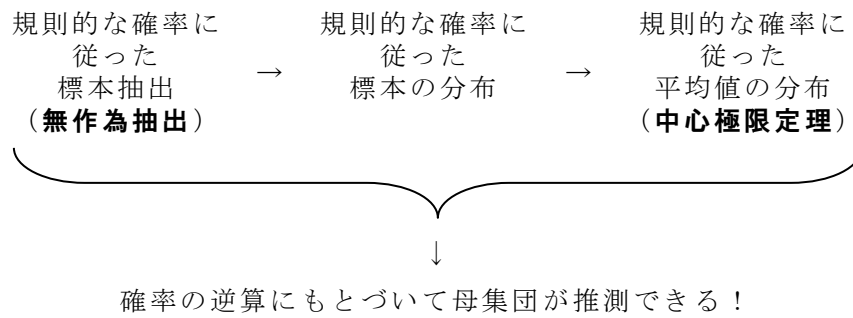 規則的な確率に
従った
標本抽出
（無作為抽出）
→
規則的な確率に
従った
標本の分布
→
規則的な確率に
従った
平均値の分布
（中心極限定理）
↓
確率の逆算にもとづいて母集団が推測できる！